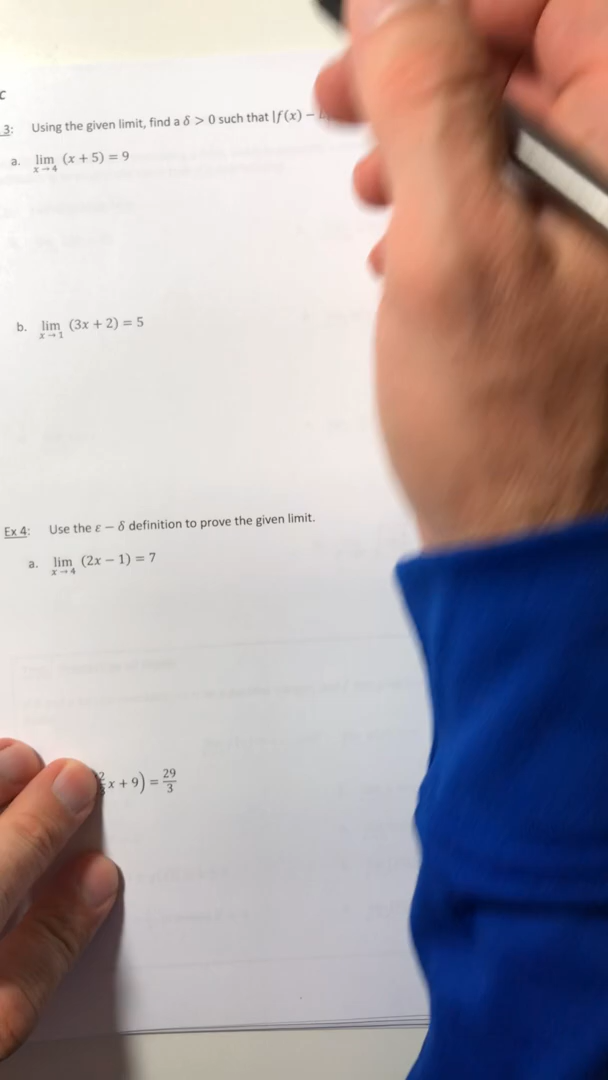 c
3: Using the given limit, find a δ > 0 such that |f(x) −
a. lim (x + 5) = 9
x→4
b. lim (3x + 2) = 5
x→1
Ex 4: Use the ε − δ definition to prove the given limit.
a. lim (2x − 1) = 7
x→4
x + 9) = 29/3